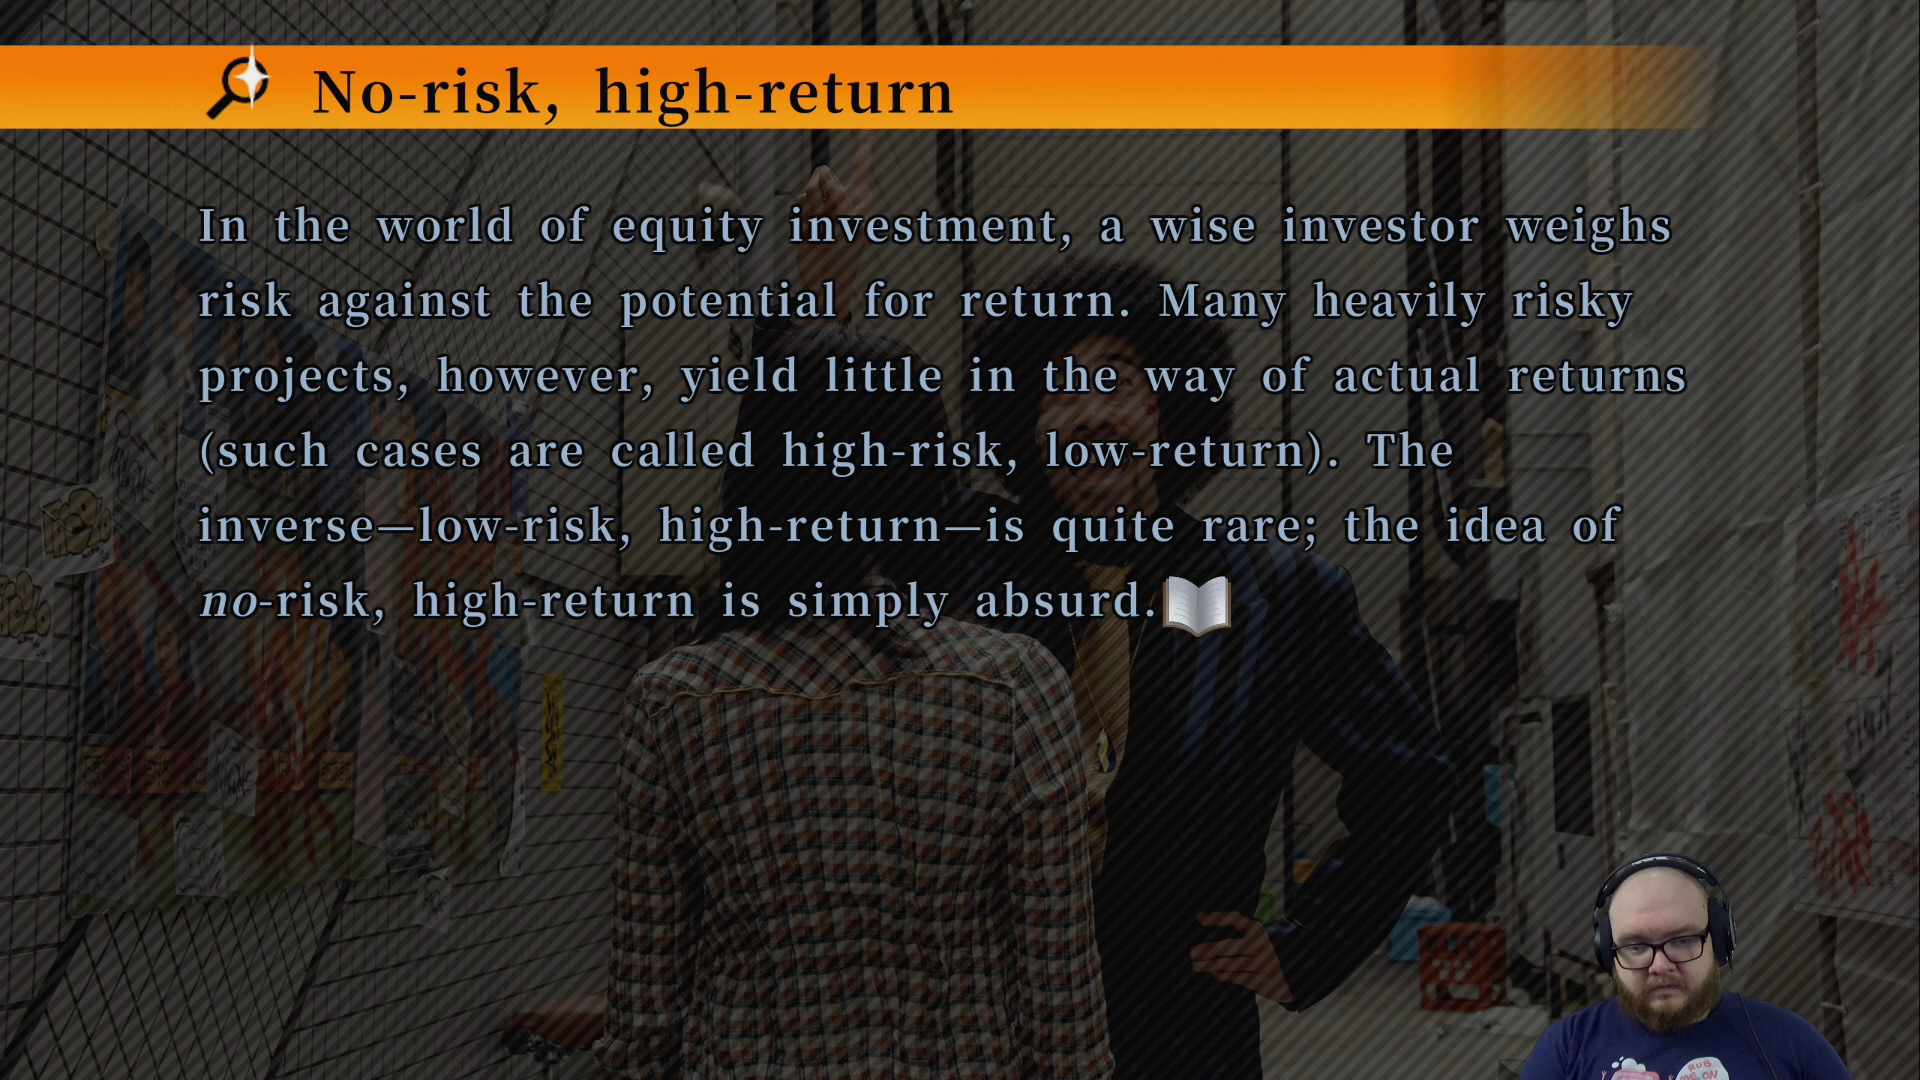 No-risk, high-return
In the world of equity investment, a wise investor weighs
risk against the potential for return. Many heavily risky
projects, however, yield little in the way of actual returns
(such cases are called high-risk, low-return). The
inverse—low-risk, high-return—is quite rare; the idea of
no-risk, high-return is simply absurd.
RUB
ME ON